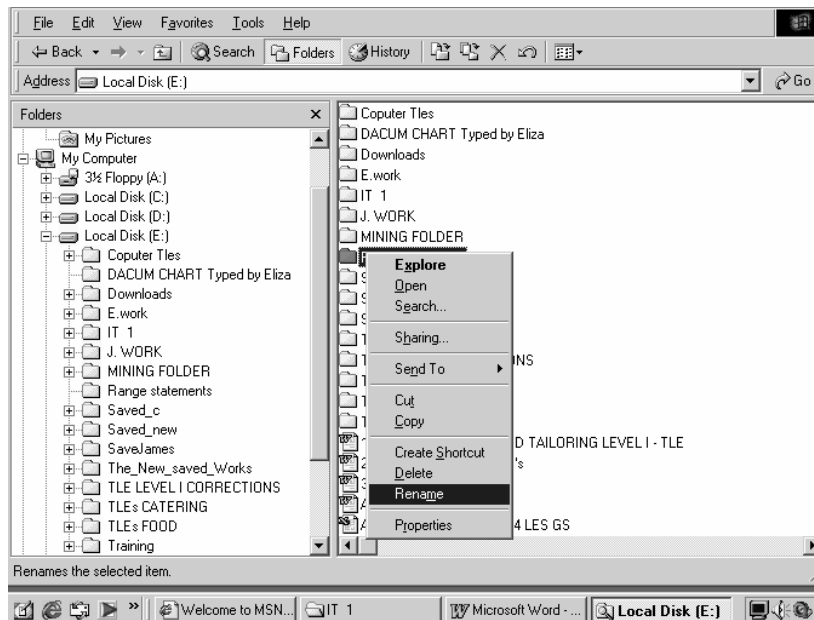 File Edit View Favorites Tools Help
Back Search Folders History
Address Local Disk (E:) Go
Folders
My Pictures
My Computer
3½ Floppy (A:)
Local Disk (C:)
Local Disk (D:)
Local Disk (E:)
Coputer Tles
DACUM CHART Typed by Eliza
Downloads
E.work
IT 1
J. WORK
MINING FOLDER
Range statements
Saved_c
Saved_new
SaveJames
The_New_saved_Works
TLE LEVEL I CORRECTIONS
TLEs CATERING
TLEs FOOD
Training
Coputer Tles
DACUM CHART Typed by Eliza
Downloads
E.work
IT 1
J. WORK
MINING FOLDER
D TAILORING LEVEL I - TLE
4 LES GS
Explore
Open
Search...
Sharing...
Send To
Cut
Copy
Create Shortcut
Delete
Rename
Properties
Renames the selected item.
Welcome to MSN... IT 1 Microsoft Word - ... Local Disk (E:)